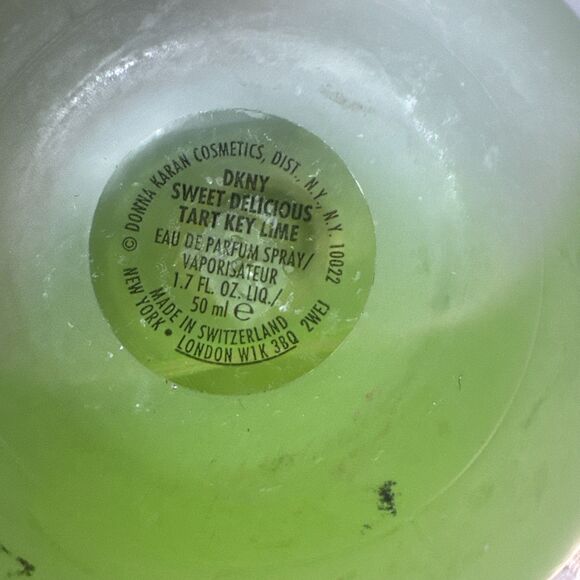 © DONNA KARAN COSMETICS, DIST., N.Y., N.Y. 10022
DKNY
SWEET DELICIOUS
TART KEY LIME
EAU DE PARFUM SPRAY/
VAPORISATEUR
1.7 FL. OZ. LIQ./
50 ml ℮
MADE IN SWITZERLAND
NEW YORK • LONDON W1K 3BQ 2WEJ